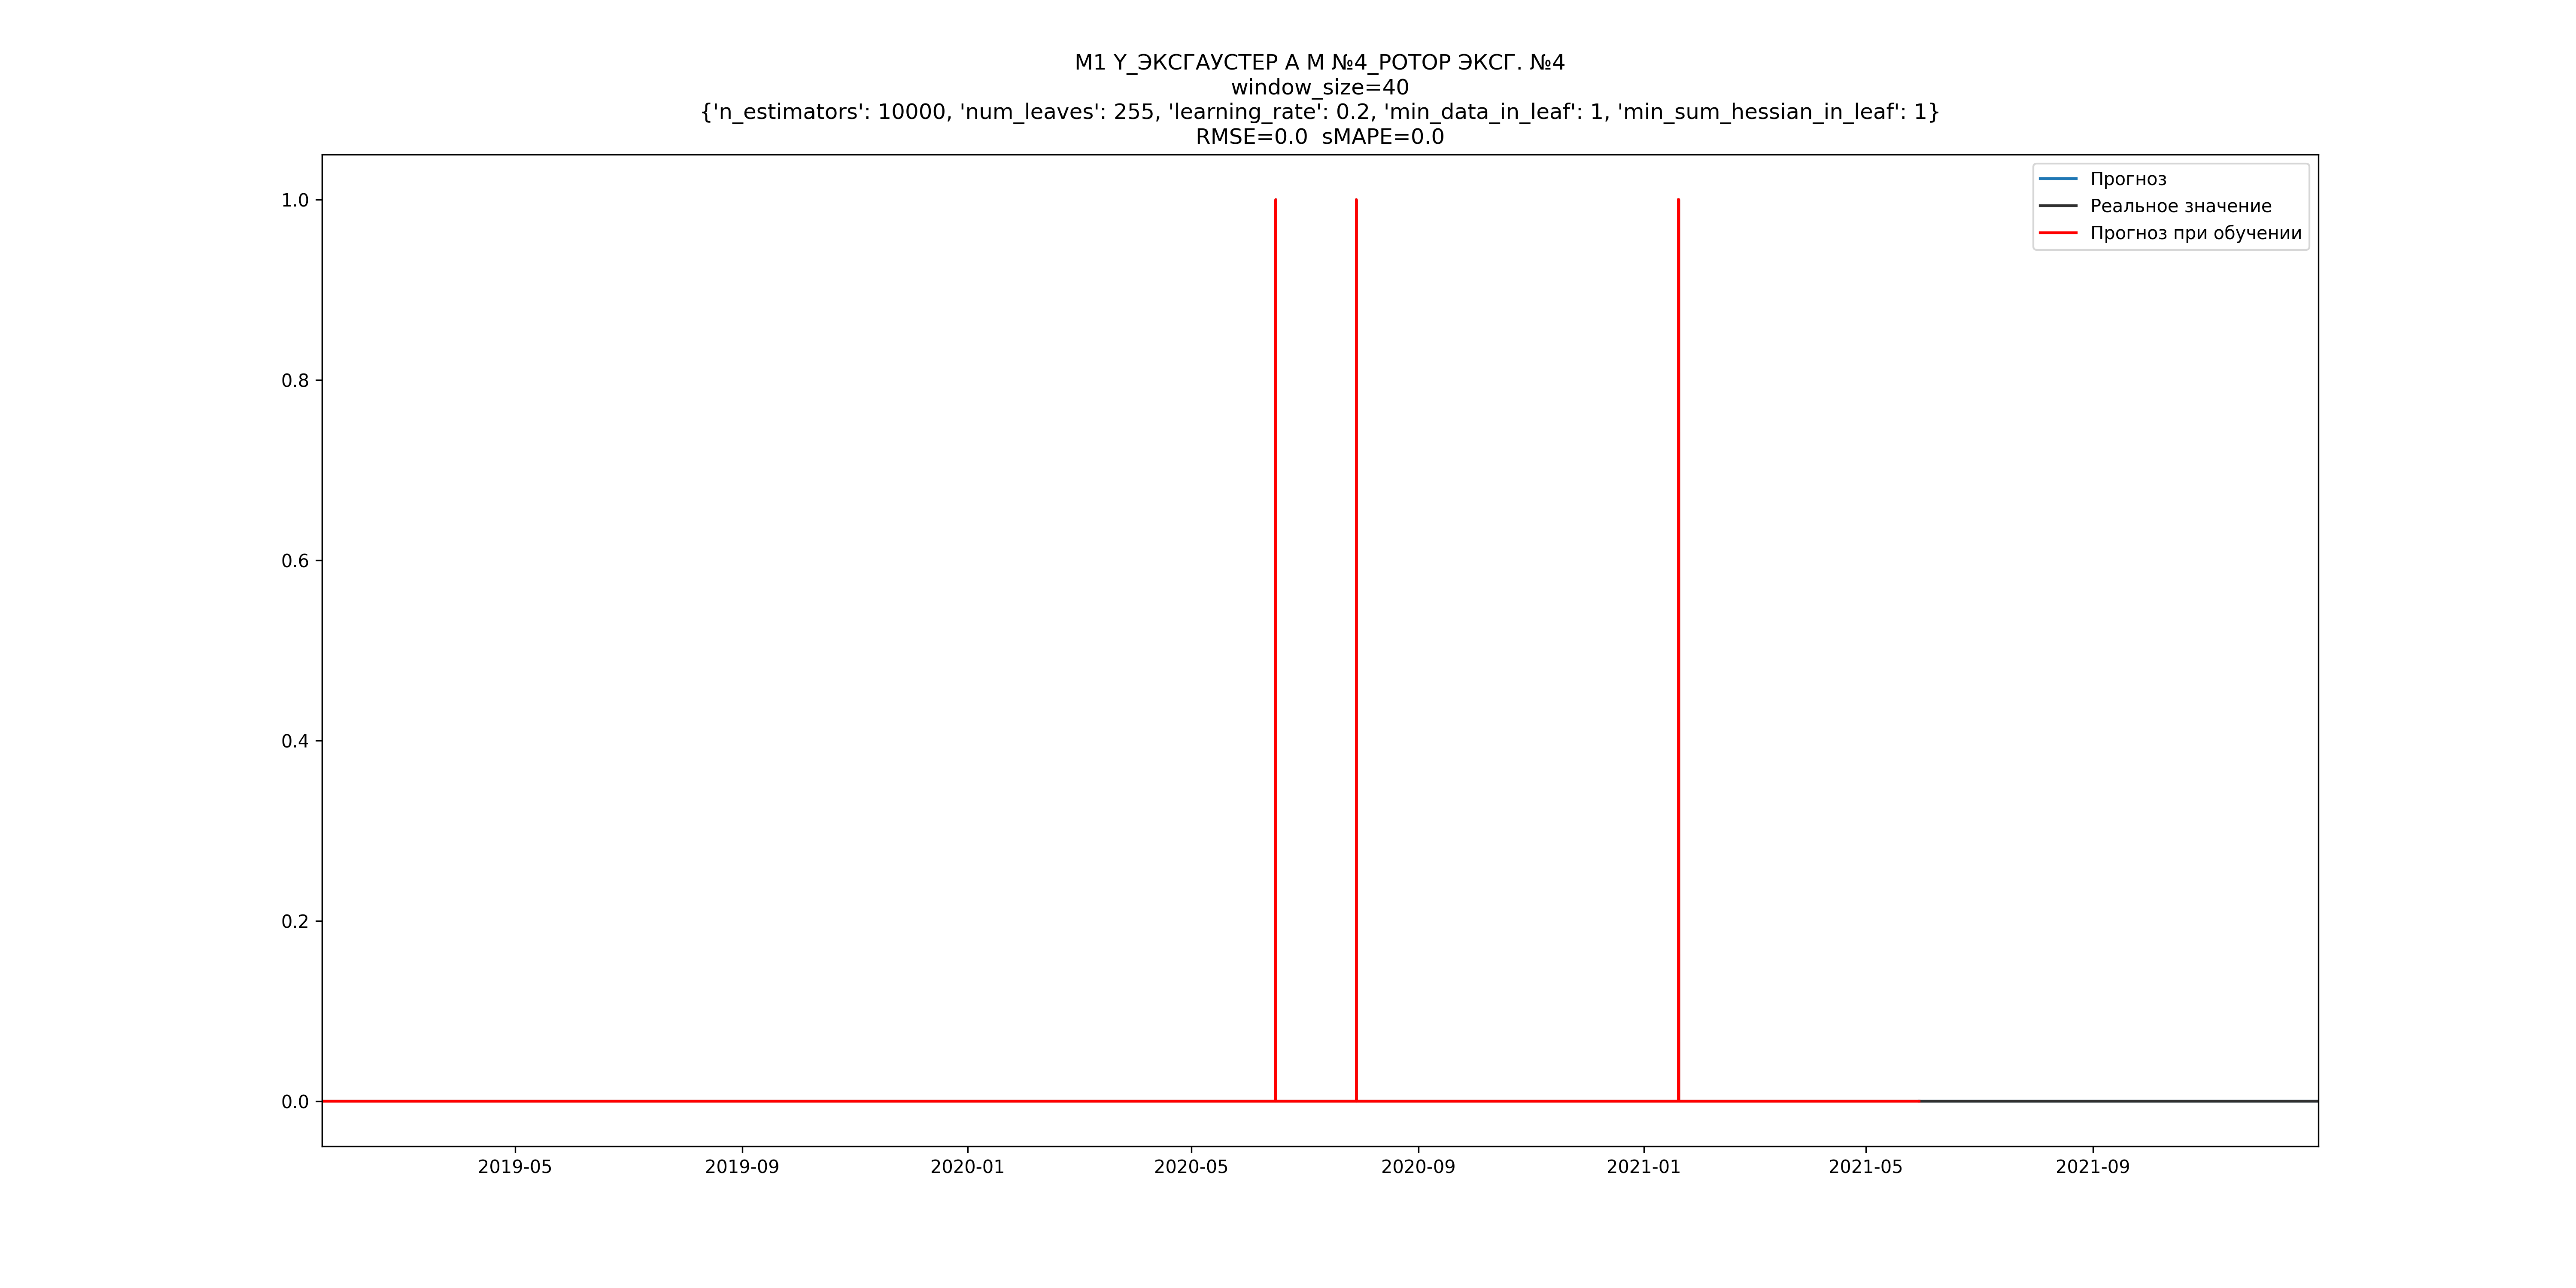 M1 Y_ЭКСГАУСТЕР А М №4_РОТОР ЭКСГ. №4
window_size=40
{'n_estimators': 10000, 'num_leaves': 255, 'learning_rate': 0.2, 'min_data_in_leaf': 1, 'min_sum_hessian_in_leaf': 1}
RMSE=0.0  sMAPE=0.0
Прогноз
Реальное значение
Прогноз при обучении
1.0
0.8
0.6
0.4
0.2
0.0
2019-05
2019-09
2020-01
2020-05
2020-09
2021-01
2021-05
2021-09